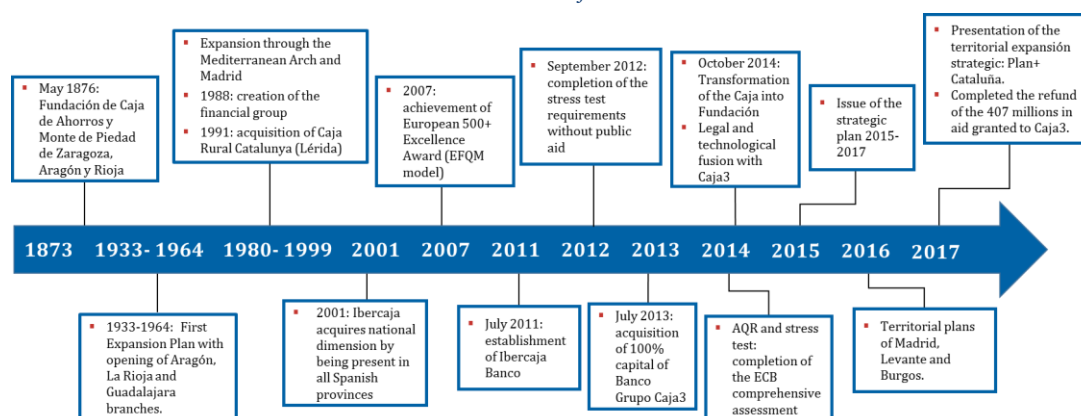 May 1876:
Fundación de Caja
de Ahorros y
Monte de Piedad
de Zaragoza,
Aragón y Rioja
Expansion through the
Mediterranean Arch and
Madrid
1988: creation of the
financial group
1991: acquisition of Caja
Rural Catalunya (Lérida)
2007:
achievement of
European 500+
Excellence
Award (EFQM
model)
September 2012:
completion of the
stress test
requirements
without public
aid
October 2014:
Transformation
of the Caja into
Fundación
Legal and
technological
fusion with
Caja3
Issue of the
strategic
plan 2015-
2017
Presentation of the
territorial expansión
strategic: Plan+
Cataluña.
Completed the refund
of the 407 millions in
aid granted to Caja3.
1873 1933- 1964 1980- 1999 2001 2007 2011 2012 2013 2014 2015 2016 2017
1933-1964: First
Expansion Plan with
opening of Aragón,
La Rioja and
Guadalajara
branches.
2001: Ibercaja
acquires national
dimension by
being present in
all Spanish
provinces
July 2011:
establishment
of Ibercaja
Banco
July 2013:
acquisition
of 100%
capital of
Banco
Grupo Caja3
AQR and stress
test:
completion of
the ECB
comprehensive
assessment
Territorial plans
of Madrid,
Levante and
Burgos.